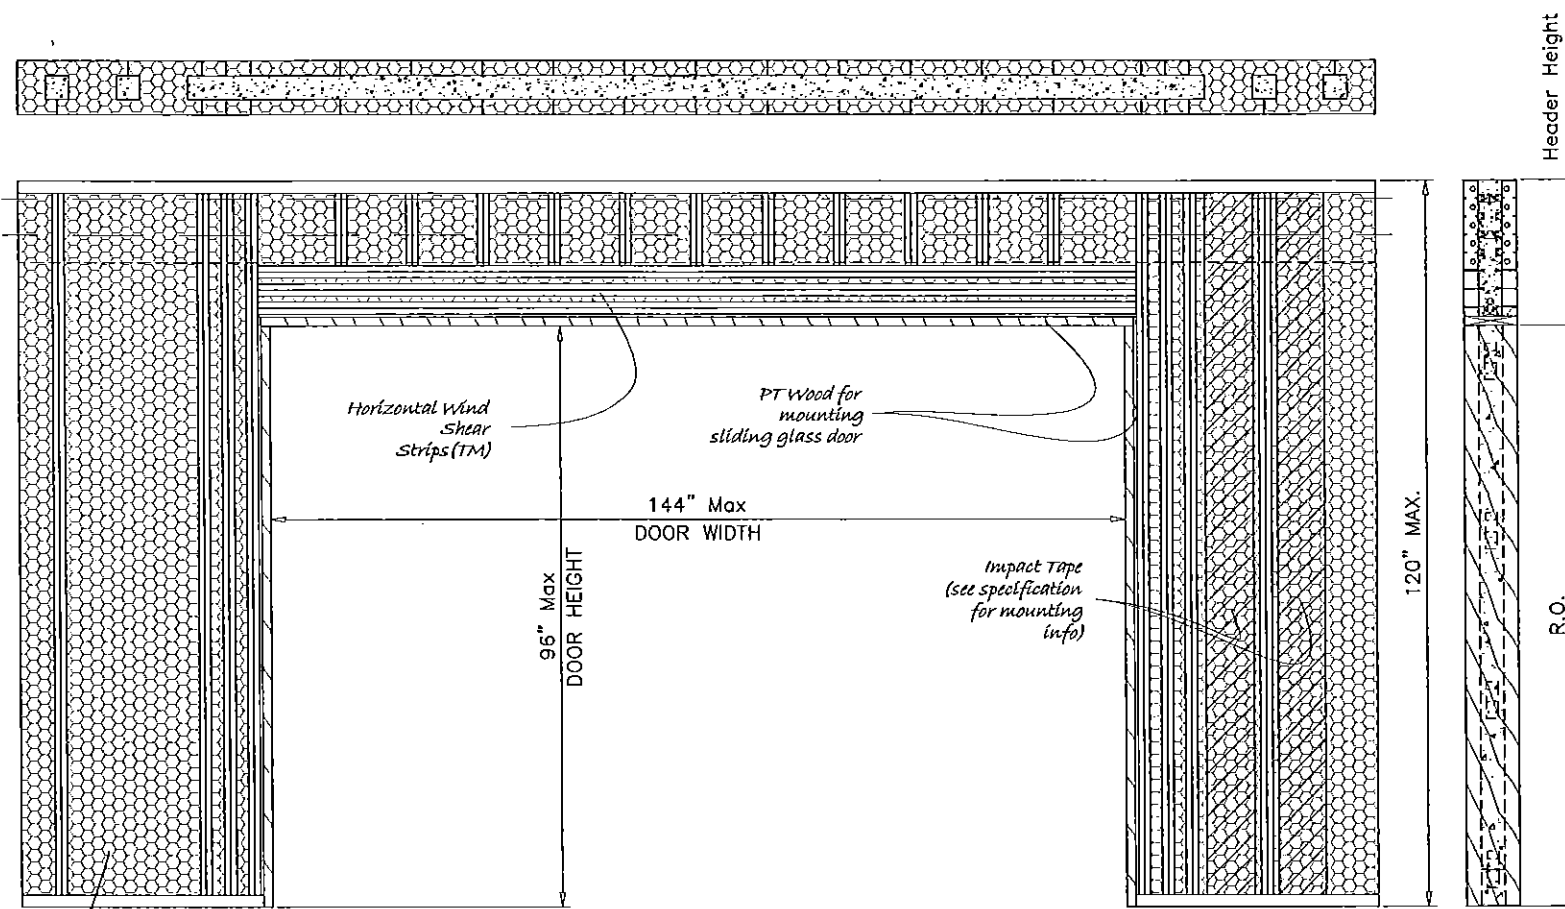 Header Height
Horizontal Wind
Shear
Strips(TM)
PT Wood for
mounting
sliding glass door
144" Max
DOOR WIDTH
96" Max
DOOR HEIGHT
Impact Tape
(see specification
for mounting
info)
120" MAX.
R.O.